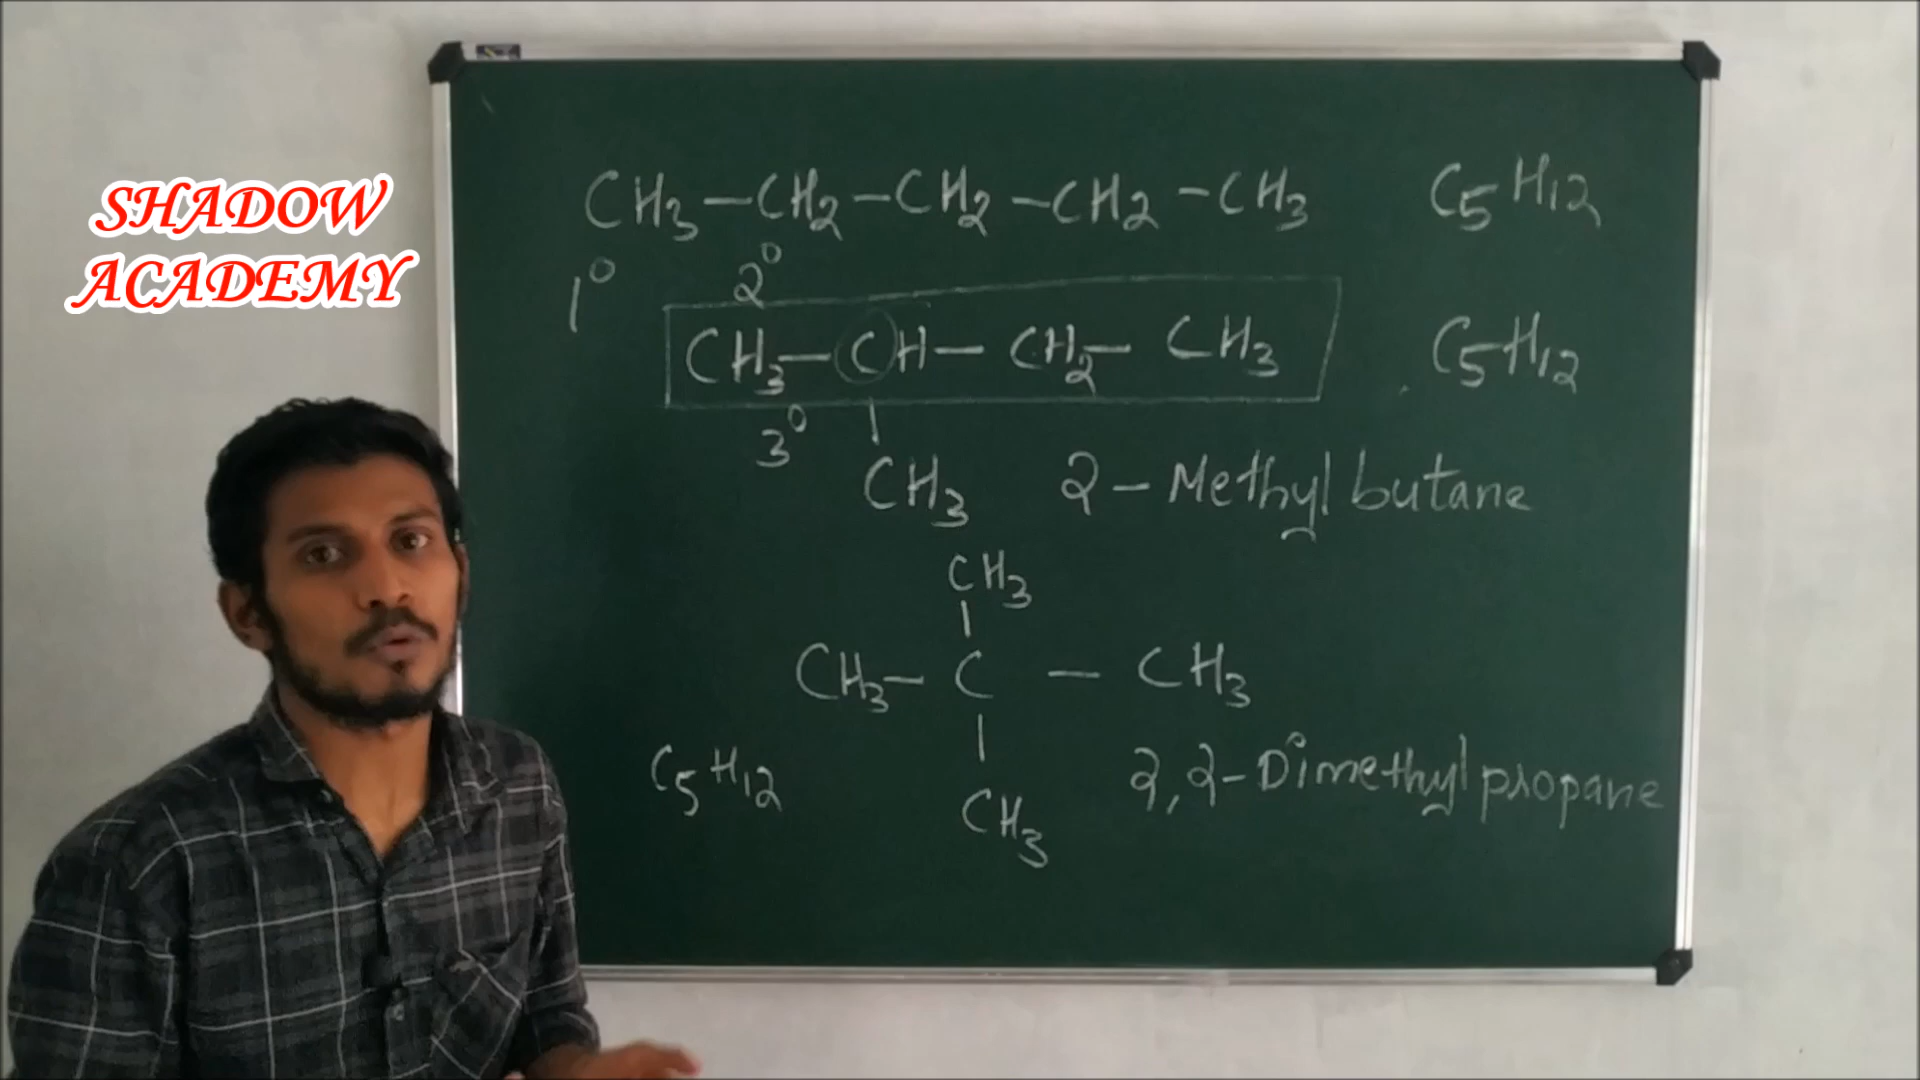 SHADOW
ACADEMY
CH3 — CH2 — CH2 — CH2 — CH3 C5H12
1° 2°
CH3 — CH — CH2 — CH3 C5H12
3° |
CH3 2 – Methyl butane
CH3
|
CH3 — C — CH3
|
C5H12 2,2-Dimethyl propane
CH3